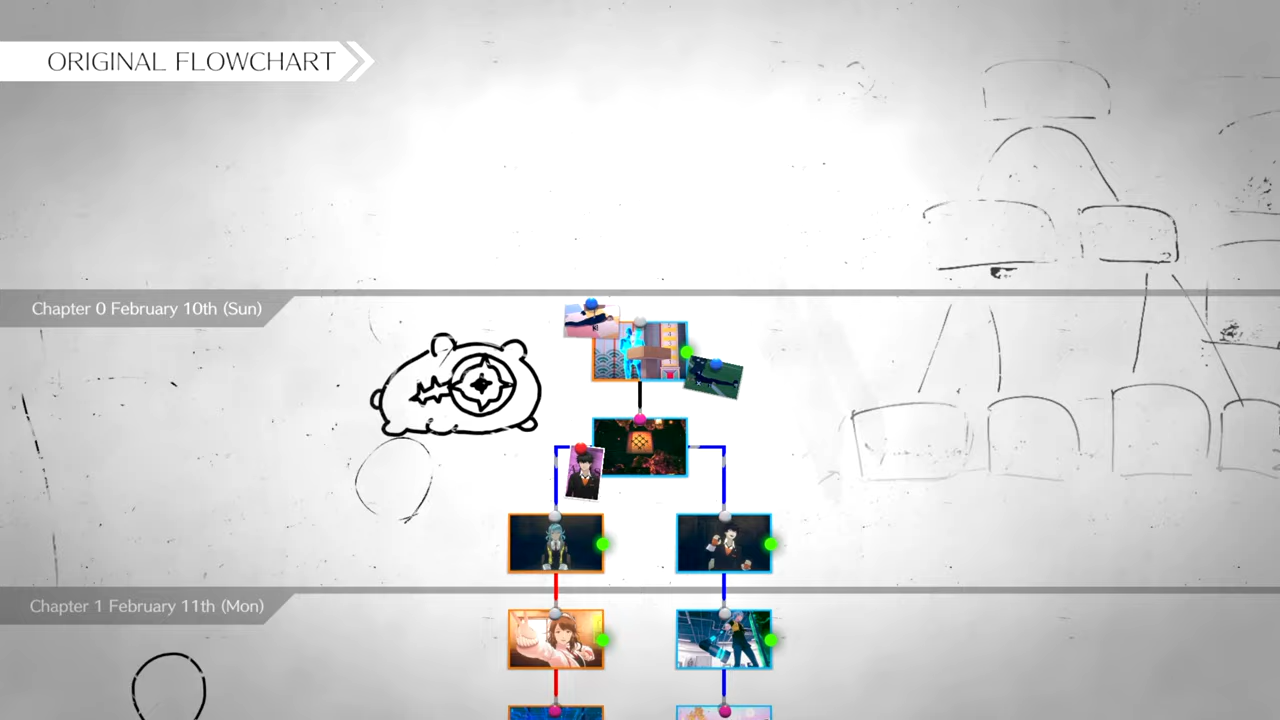 ORIGINAL FLOWCHART
Chapter 0 February 10th (Sun)
Chapter 1 February 11th (Mon)